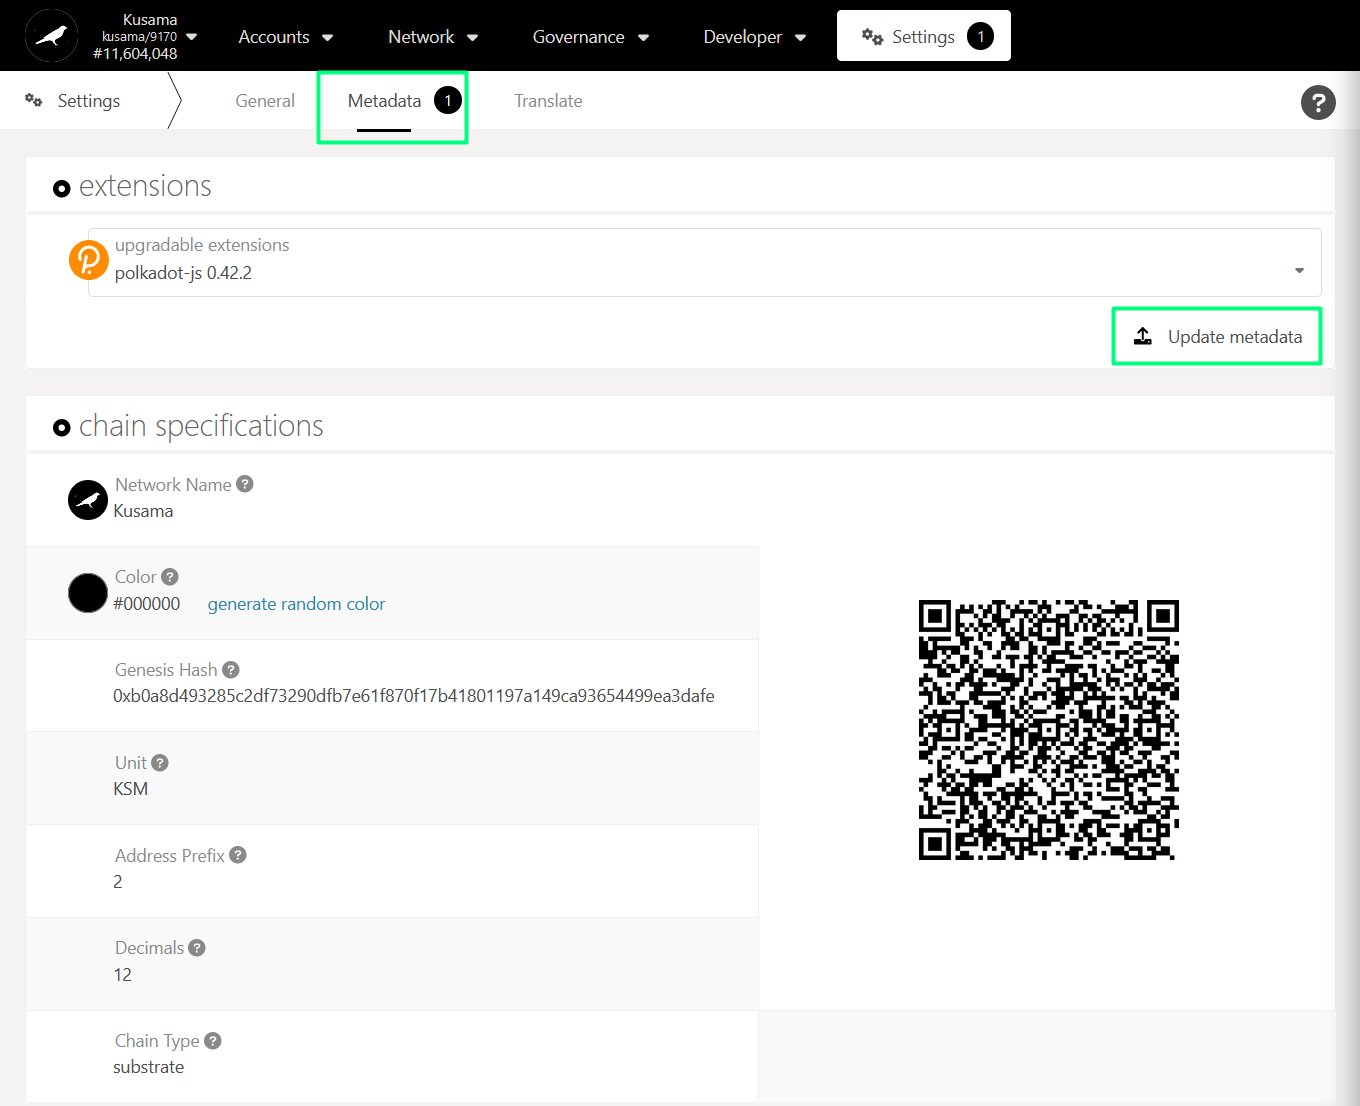 Kusama
kusama/9170
#11,604,048
Accounts
Network
Governance
Developer
Settings 1
Settings
General
Metadata 1
Translate
?
extensions
upgradable extensions
polkadot-js 0.42.2
Update metadata
chain specifications
Network Name ?
Kusama
Color ?
#000000 generate random color
Genesis Hash ?
0xb0a8d493285c2df73290dfb7e61f870f17b41801197a149ca93654499ea3dafe
Unit ?
KSM
Address Prefix ?
2
Decimals ?
12
Chain Type ?
substrate